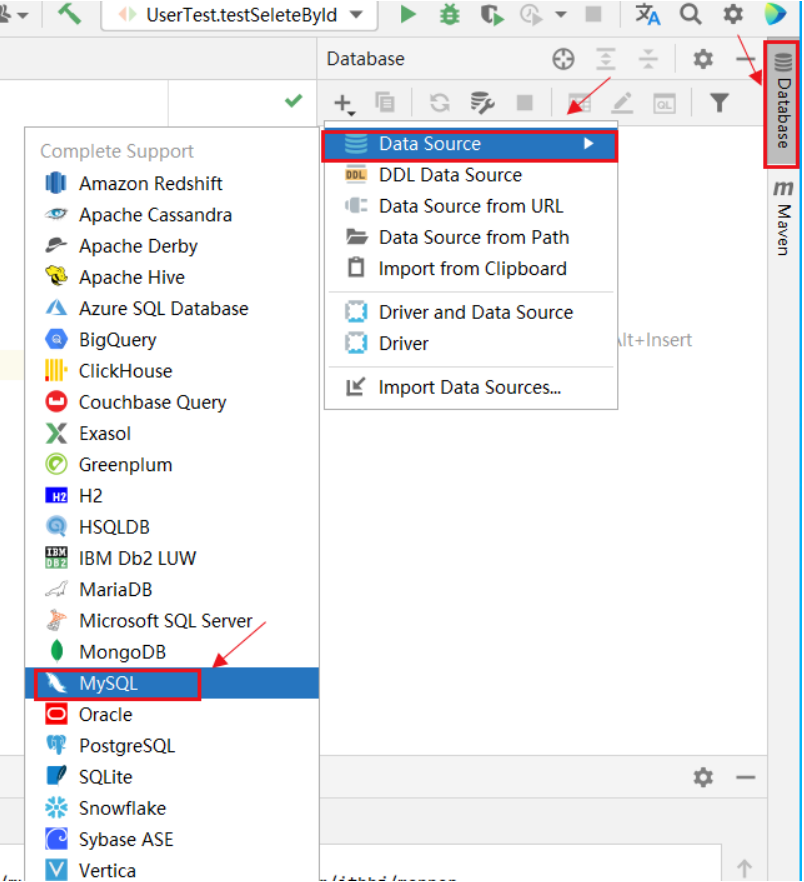 UserTest.testSeleteById
Database
Database
Maven
Data Source
DDL Data Source
Data Source from URL
Data Source from Path
Import from Clipboard
Driver and Data Source
Driver
Import Data Sources...
Alt+Insert
Complete Support
Amazon Redshift
Apache Cassandra
Apache Derby
Apache Hive
Azure SQL Database
BigQuery
ClickHouse
Couchbase Query
Exasol
Greenplum
H2
HSQLDB
IBM Db2 LUW
MariaDB
Microsoft SQL Server
MongoDB
MySQL
Oracle
PostgreSQL
SQLite
Snowflake
Sybase ASE
Vertica